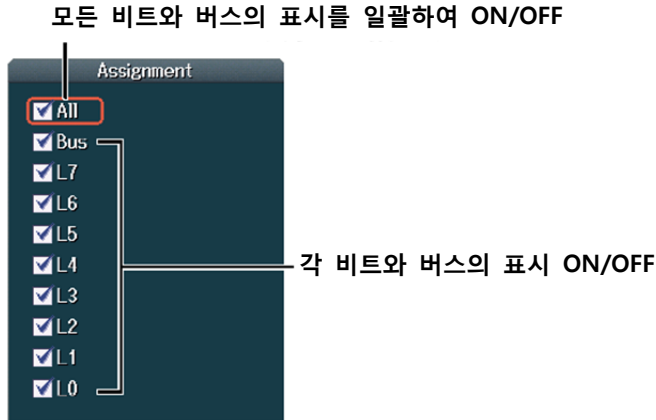 모든 비트와 버스의 표시를 일괄하여 ON/OFF
Assignment
All
Bus
L7
L6
L5
L4
각 비트와 버스의 표시 ON/OFF
L3
L2
L1
L0